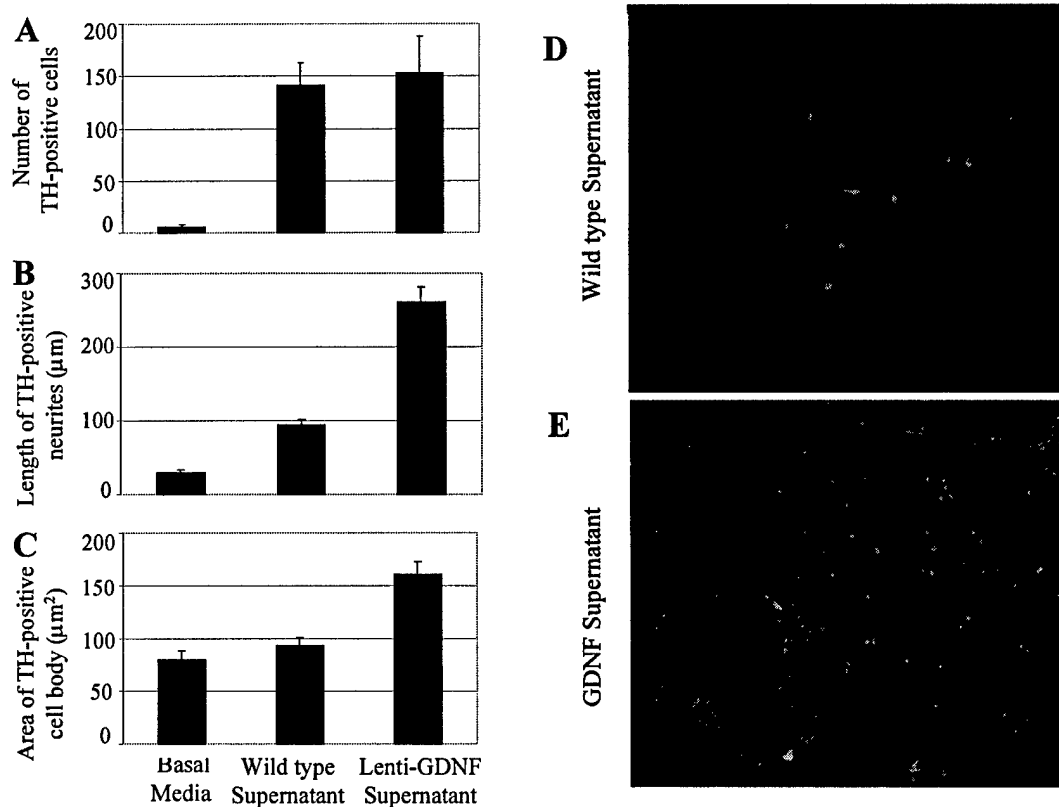 A
Number of
TH-positive cells
200
150
100
50
0
B
Length of TH-positive
neurites (µm)
300
200
100
0
C
Area of TH-positive
cell body (µm²)
200
150
100
50
0
Basal
Media
Wild type
Supernatant
Lenti-GDNF
Supernatant
D
Wild type Supernatant
E
GDNF Supernatant